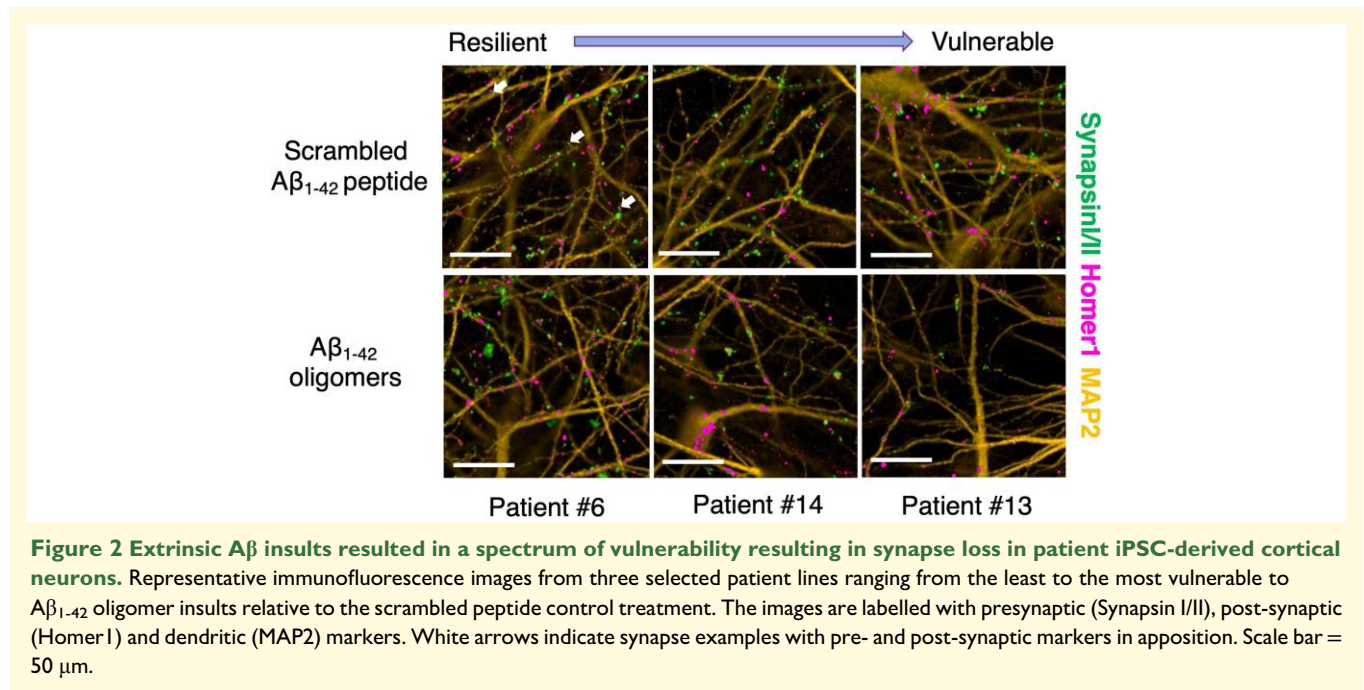 Resilient
Vulnerable
Scrambled
Aβ₁₋₄₂ peptide
Aβ₁₋₄₂
oligomers
SynapsinI/II Homer1 MAP2
Patient #6
Patient #14
Patient #13
Figure 2 Extrinsic Aβ insults resulted in a spectrum of vulnerability resulting in synapse loss in patient iPSC-derived cortical
neurons. Representative immunofluorescence images from three selected patient lines ranging from the least to the most vulnerable to
Aβ₁₋₄₂ oligomer insults relative to the scrambled peptide control treatment. The images are labelled with presynaptic (Synapsin I/II), post-synaptic
(Homer1) and dendritic (MAP2) markers. White arrows indicate synapse examples with pre- and post-synaptic markers in apposition. Scale bar =
50 μm.